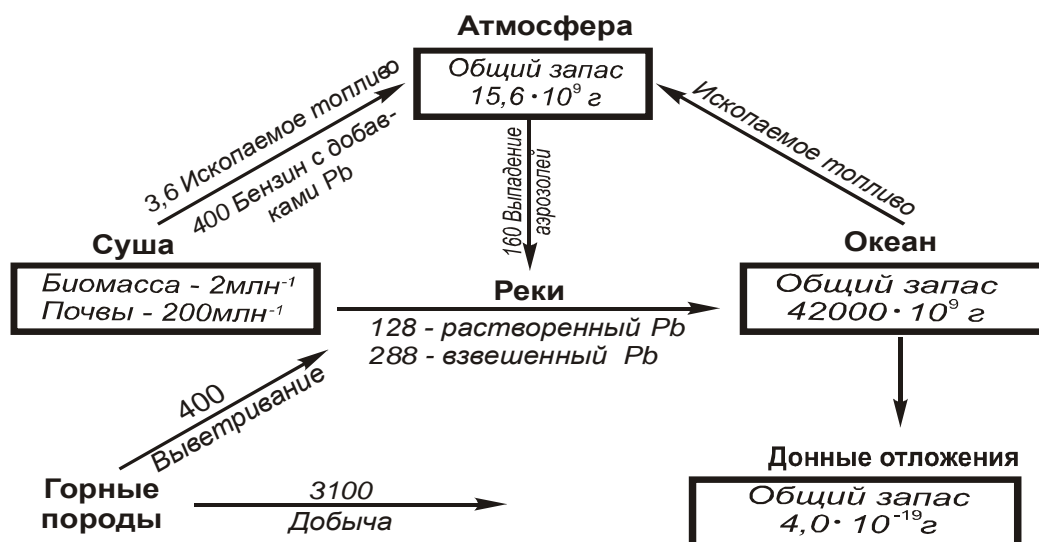 Атмосфера
Общий запас
15,6 · 10⁹ г
3,6 Ископаемое топливо
400 Бензин с добав-
ками Pb
160 Выпадение
аэрозолей
Ископаемое топливо
Суша
Биомасса - 2млн⁻¹
Почвы - 200млн⁻¹
Реки
128 - растворенный Pb
288 - взвешенный Pb
Океан
Общий запас
42000 · 10⁹ г
400
Выветривание
Горные
породы
3100
Добыча
Донные отложения
Общий запас
4,0 · 10⁻¹⁹г